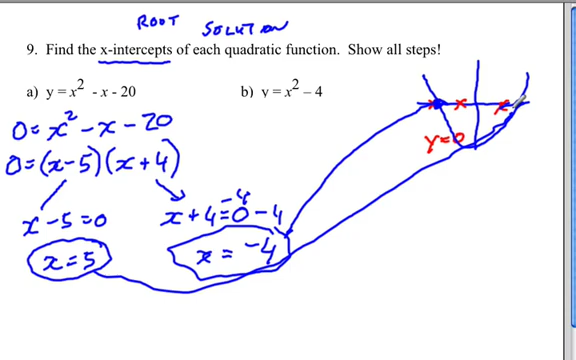 ROOT SOLUTION
9. Find the x-intercepts of each quadratic function. Show all steps!
a) y = x² - x - 20
b) y = x² – 4
0 = x² - x - 20
0 = (x - 5)(x + 4)
x - 5 = 0
x = 5
-4
x + 4 = 0 - 4
x = -4
x x x
y = 0